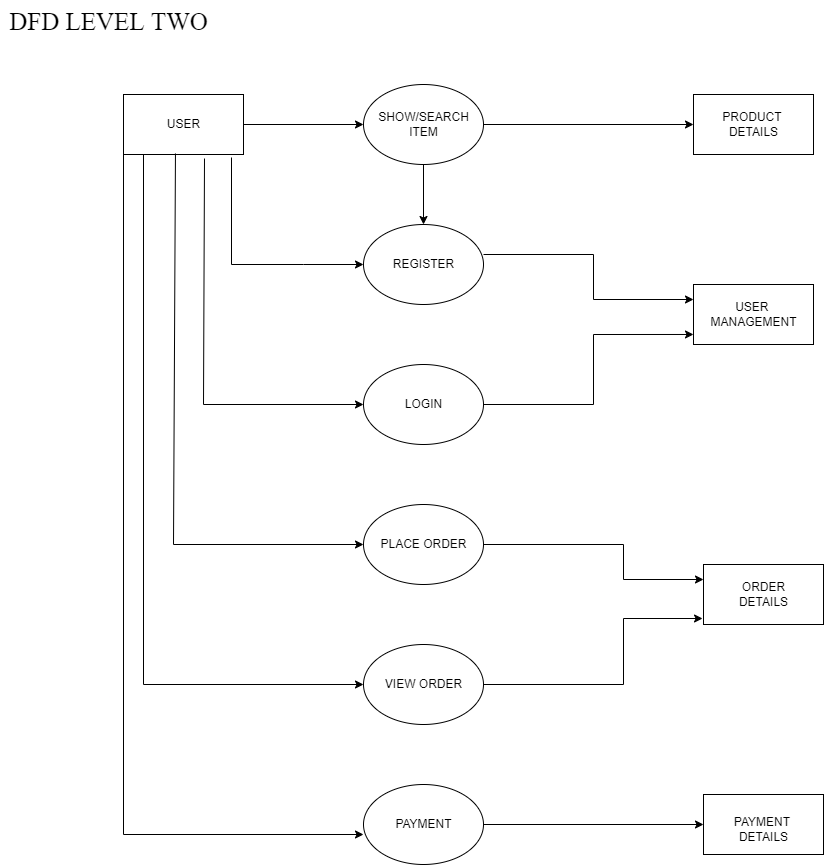 DFD LEVEL TWO
USER
SHOW/SEARCH
ITEM
PRODUCT
DETAILS
REGISTER
USER
MANAGEMENT
LOGIN
PLACE ORDER
ORDER
DETAILS
VIEW ORDER
PAYMENT
PAYMENT
DETAILS